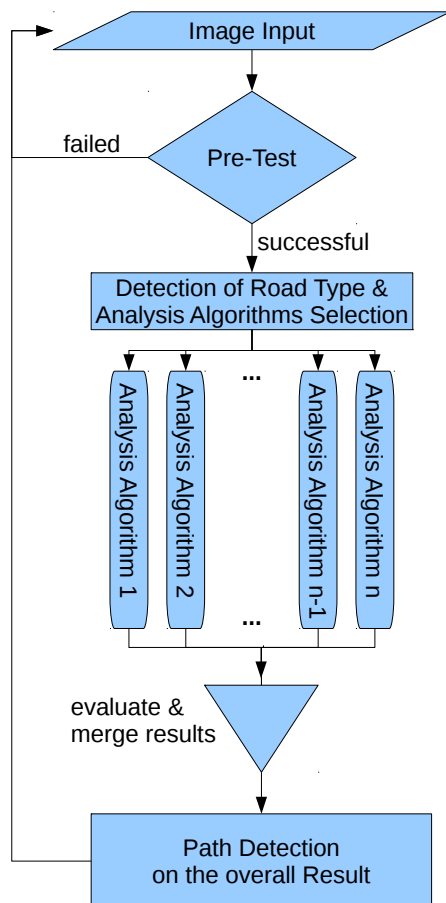 Image Input
failed
Pre-Test
successful
Detection of Road Type &
Analysis Algorithms Selection
...
Analysis Algorithm 1
Analysis Algorithm 2
Analysis Algorithm n-1
Analysis Algorithm n
...
evaluate &
merge results
Path Detection
on the overall Result